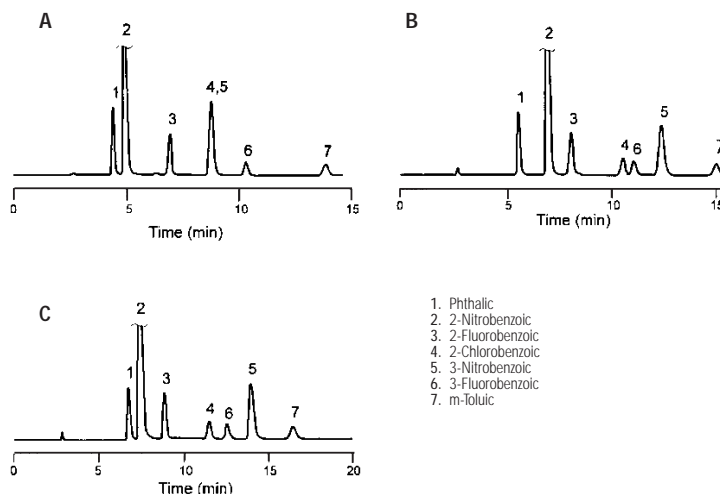 A
2
1
3
4,5
6
7
0 5 10 15
Time (min)
B
2
1
3
4 6
5
7
0 5 10 15
Time (min)
C
2
1
3
4 6
5
7
0 5 10 15 20
Time (min)
1. Phthalic
2. 2-Nitrobenzoic
3. 2-Fluorobenzoic
4. 2-Chlorobenzoic
5. 3-Nitrobenzoic
6. 3-Fluorobenzoic
7. m-Toluic